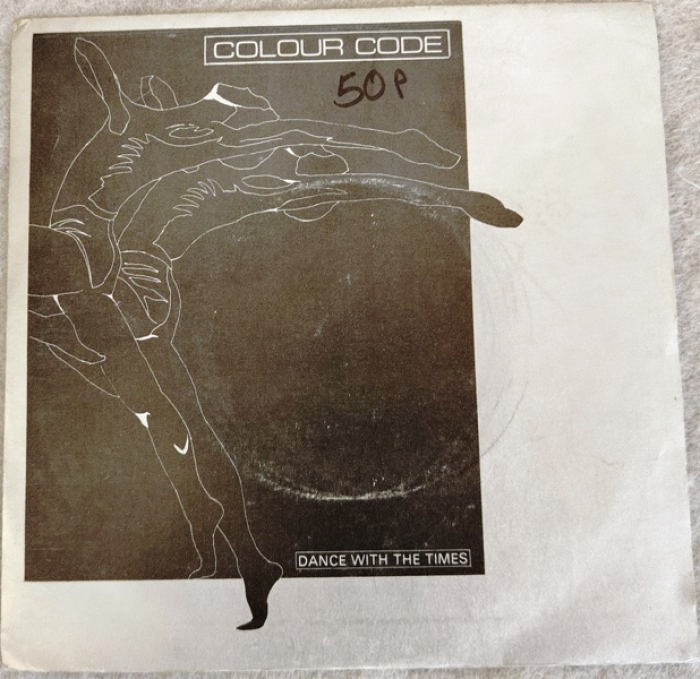 COLOUR CODE
50P
DANCE WITH THE TIMES